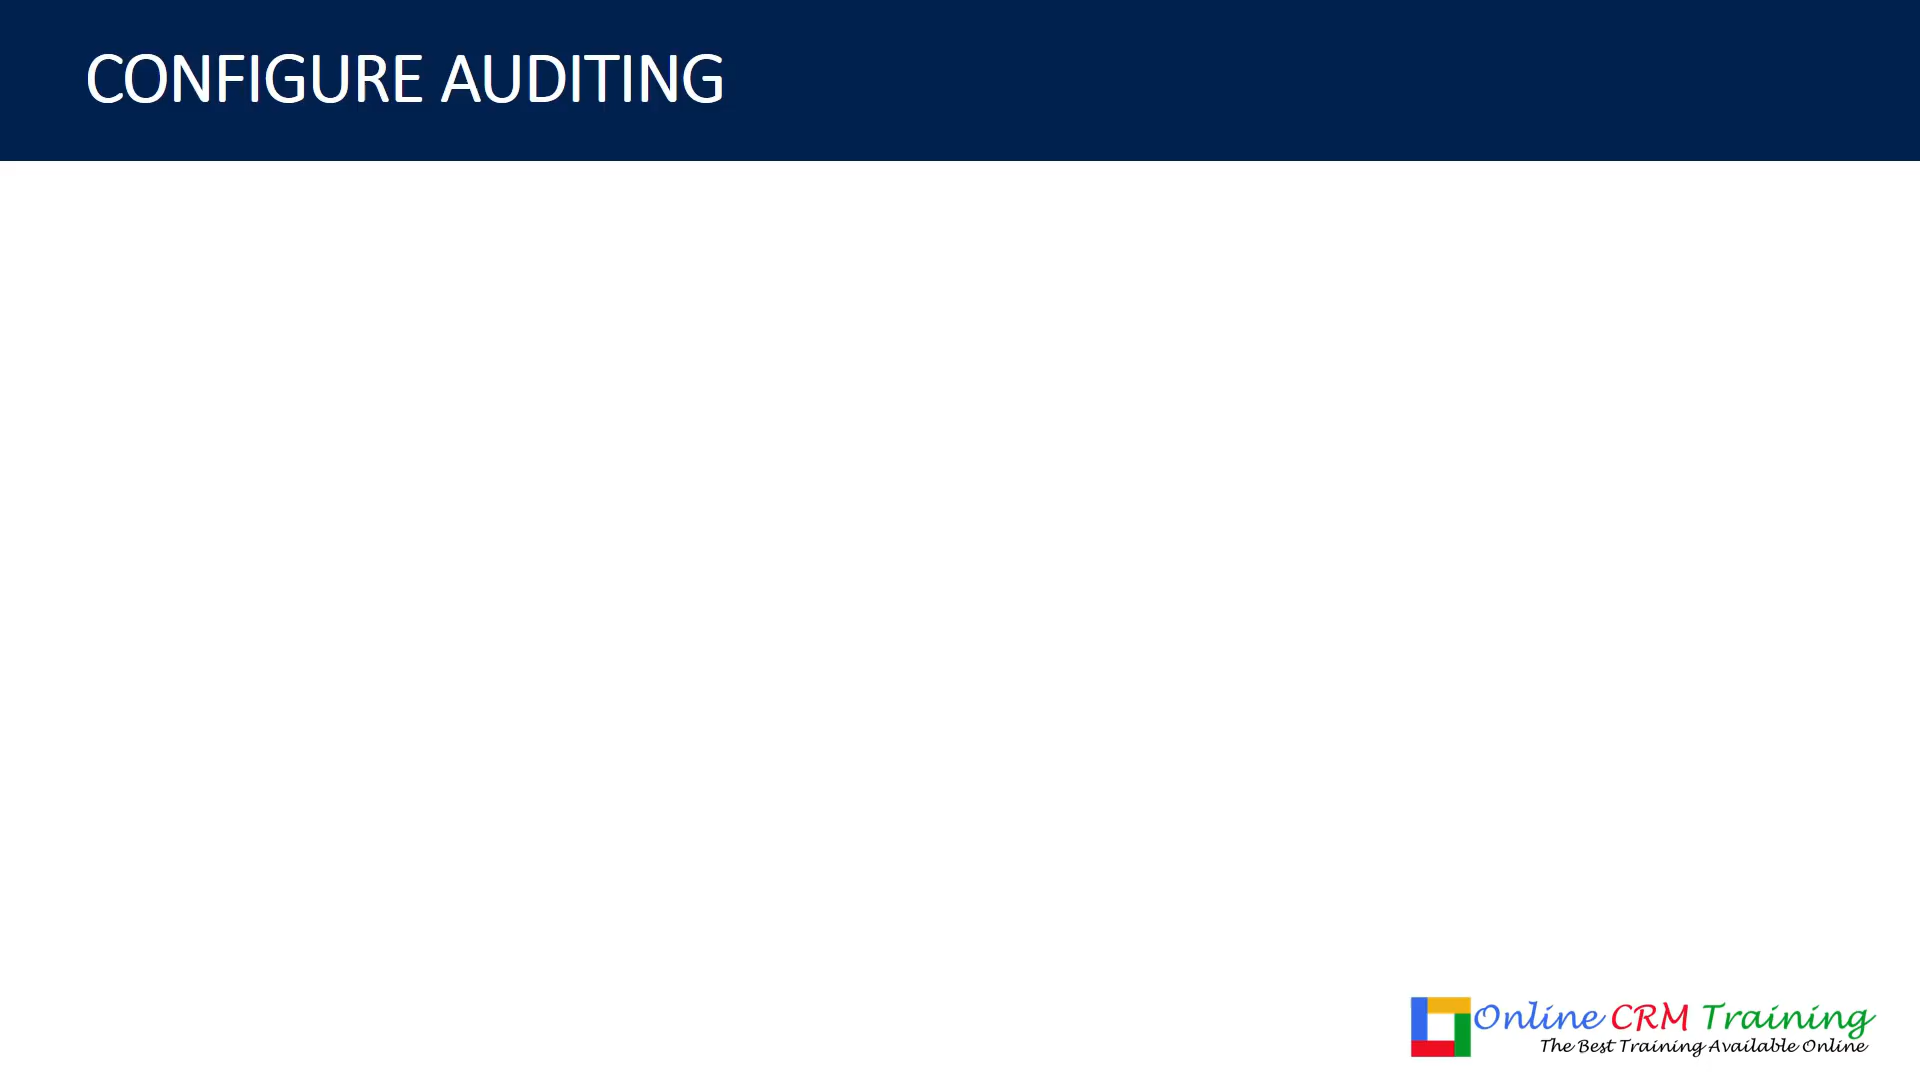 CONFIGURE AUDITING
Online CRM Training
The Best Training Available Online